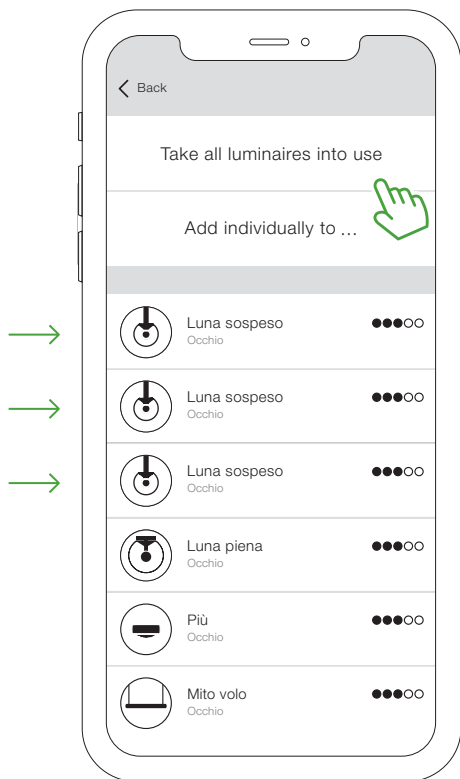 Back
Take all luminaires into use
Add individually to ...
Luna sospeso
Occhio
Luna sospeso
Occhio
Luna sospeso
Occhio
Luna piena
Occhio
Più
Occhio
Mito volo
Occhio